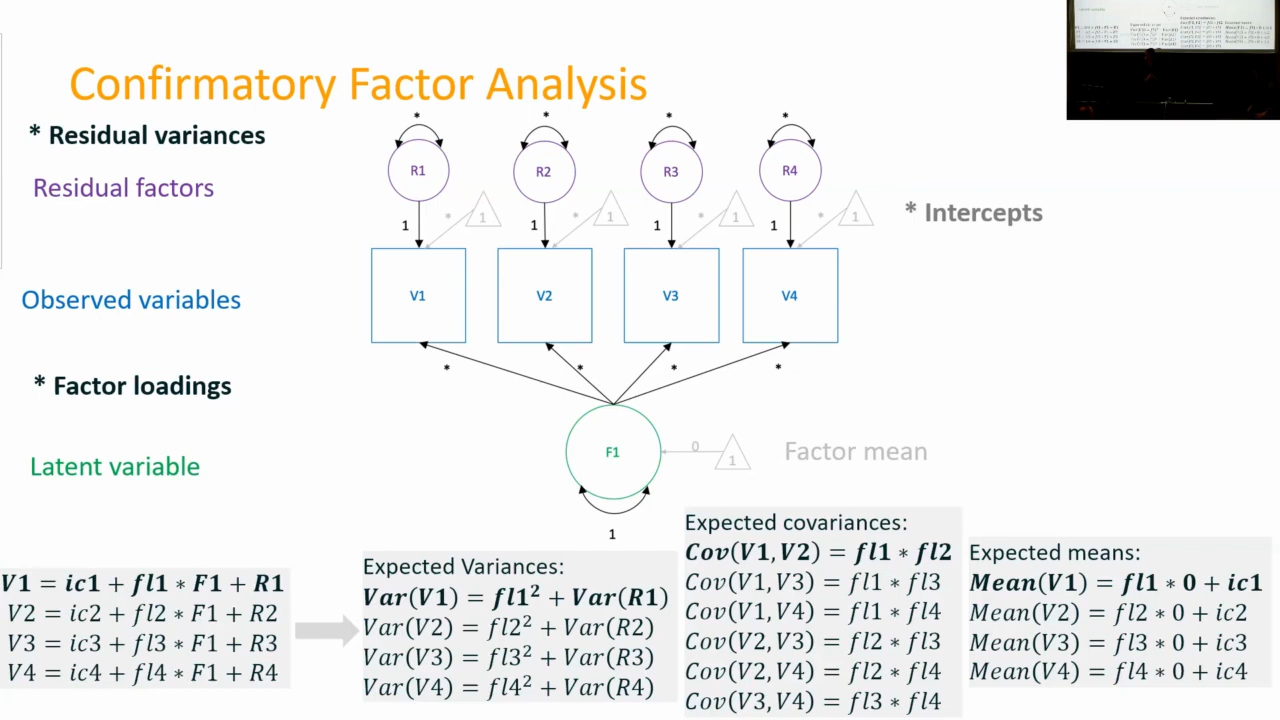 Confirmatory Factor Analysis
* Residual variances
Residual factors
* * * *
R1 R2 R3 R4
1 * 1 1 * 1 1 * 1 1 * 1
* Intercepts
Observed variables
V1 V2 V3 V4
* Factor loadings
* * * *
Latent variable
F1
0
1
Factor mean
1
V1 = ic1 + fl1 * F1 + R1
V2 = ic2 + fl2 * F1 + R2
V3 = ic3 + fl3 * F1 + R3
V4 = ic4 + fl4 * F1 + R4
Expected Variances:
Var(V1) = fl1² + Var(R1)
Var(V2) = fl2² + Var(R2)
Var(V3) = fl3² + Var(R3)
Var(V4) = fl4² + Var(R4)
Expected covariances:
Cov(V1, V2) = fl1 * fl2
Cov(V1, V3) = fl1 * fl3
Cov(V1, V4) = fl1 * fl4
Cov(V2, V3) = fl2 * fl3
Cov(V2, V4) = fl2 * fl4
Cov(V3, V4) = fl3 * fl4
Expected means:
Mean(V1) = fl1 * 0 + ic1
Mean(V2) = fl2 * 0 + ic2
Mean(V3) = fl3 * 0 + ic3
Mean(V4) = fl4 * 0 + ic4